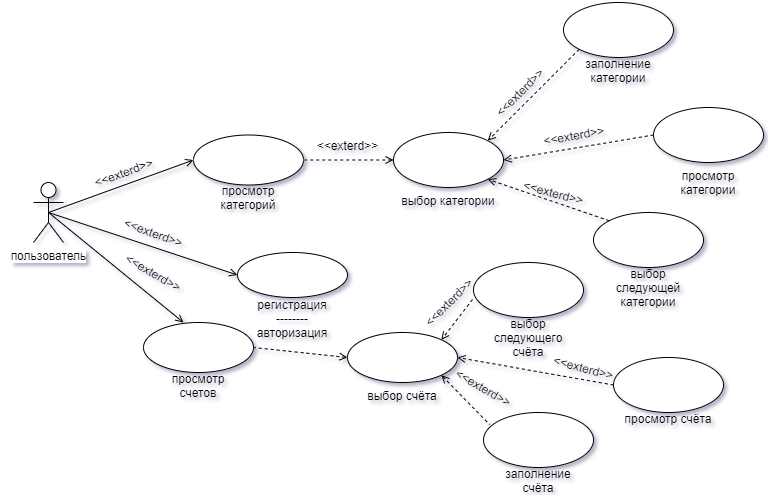 заполнение
категории
<<exterd>>
<<exterd>>
<<exterd>>
<<exterd>>
просмотр
категорий
выбор категории
просмотр
категории
<<exterd>>
пользователь
<<exterd>>
<<exterd>>
регистрация
--------
авторизация
выбор
следующей
категории
<<exterd>>
выбор
следующего
счёта
просмотр
счетов
выбор счёта
<<exterd>>
<<exterd>>
просмотр счёта
заполнение
счёта